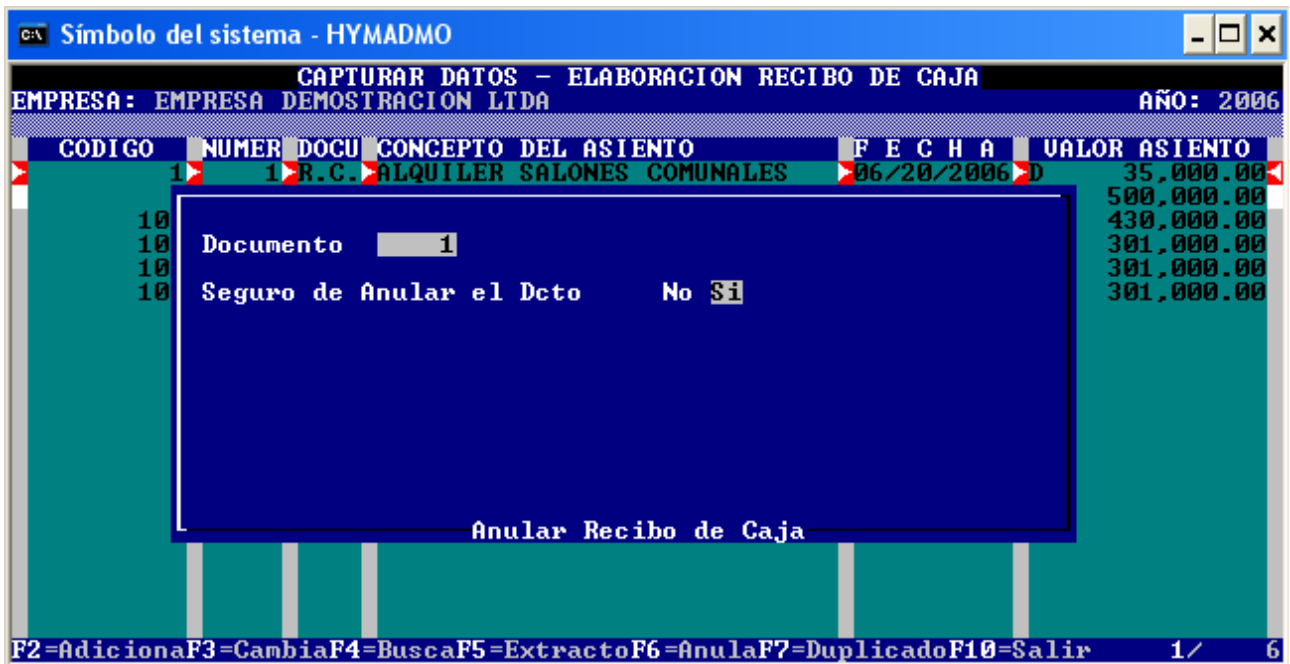 Símbolo del sistema - HYMADMO
CAPTURAR DATOS - ELABORACION RECIBO DE CAJA
EMPRESA: EMPRESA DEMOSTRACION LTDA AÑO: 2006
CODIGO NUMER DOCU CONCEPTO DEL ASIENTO F E C H A VALOR ASIENTO
1 1 R.C. ALQUILER SALONES COMUNALES 06/20/2006 D 35,000.00
500,000.00
10 430,000.00
10 Documento 1 301,000.00
10 301,000.00
10 Seguro de Anular el Dcto No Si 301,000.00
Anular Recibo de Caja
F2=AdicionaF3=CambiaF4=BuscaF5=ExtractoF6=AnulaF7=DuplicadoF10=Salir 1/ 6